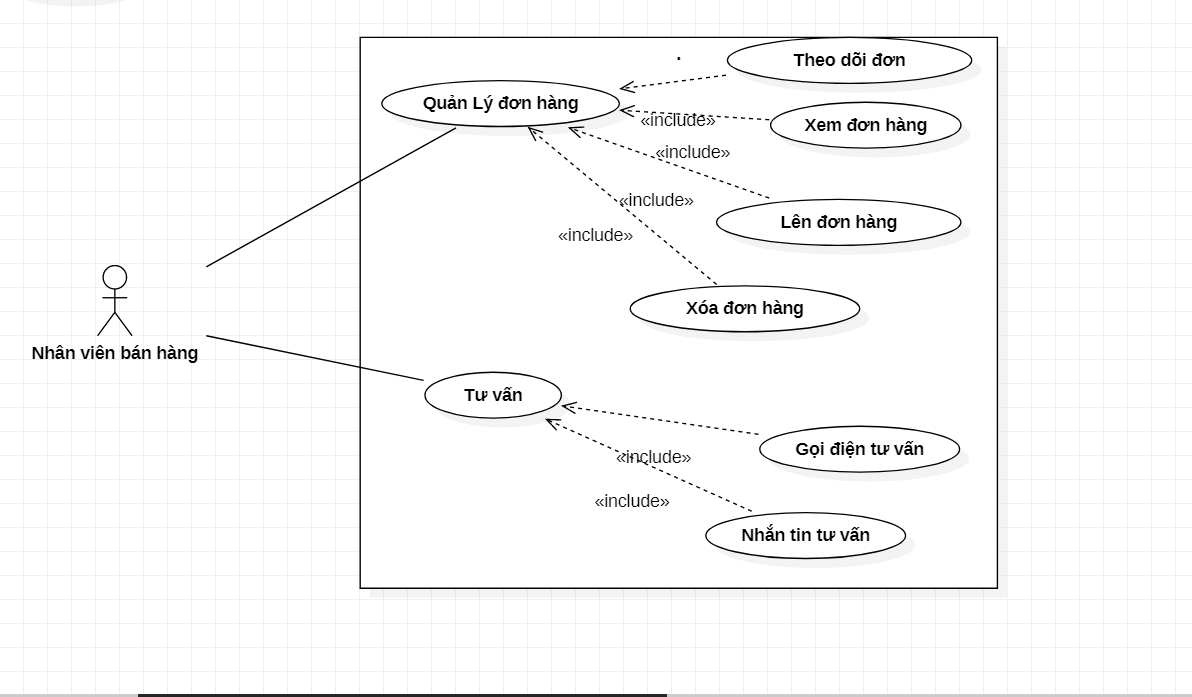 Theo dõi đơn
Quản Lý đơn hàng
«include»
Xem đơn hàng
«include»
«include»
Lên đơn hàng
«include»
Xóa đơn hàng
Nhân viên bán hàng
Tư vấn
Gọi điện tư vấn
«include»
«include»
Nhắn tin tư vấn